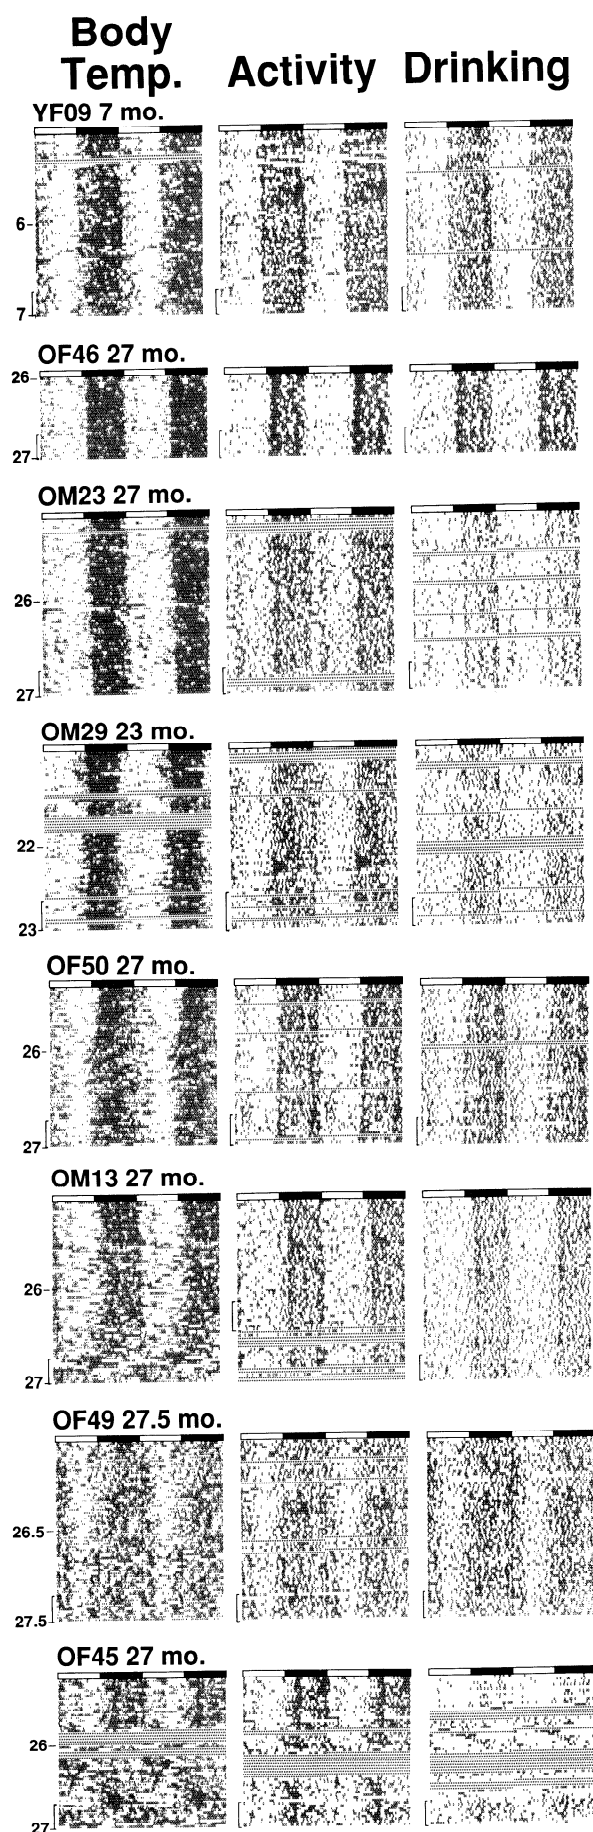 Body
Temp.
Activity
Drinking
YF09 7 mo.
6
7
OF46 27 mo.
26
27
OM23 27 mo.
26
27
OM29 23 mo.
22
23
OF50 27 mo.
26
27
OM13 27 mo.
26
27
OF49 27.5 mo.
26.5
27.5
OF45 27 mo.
26
27